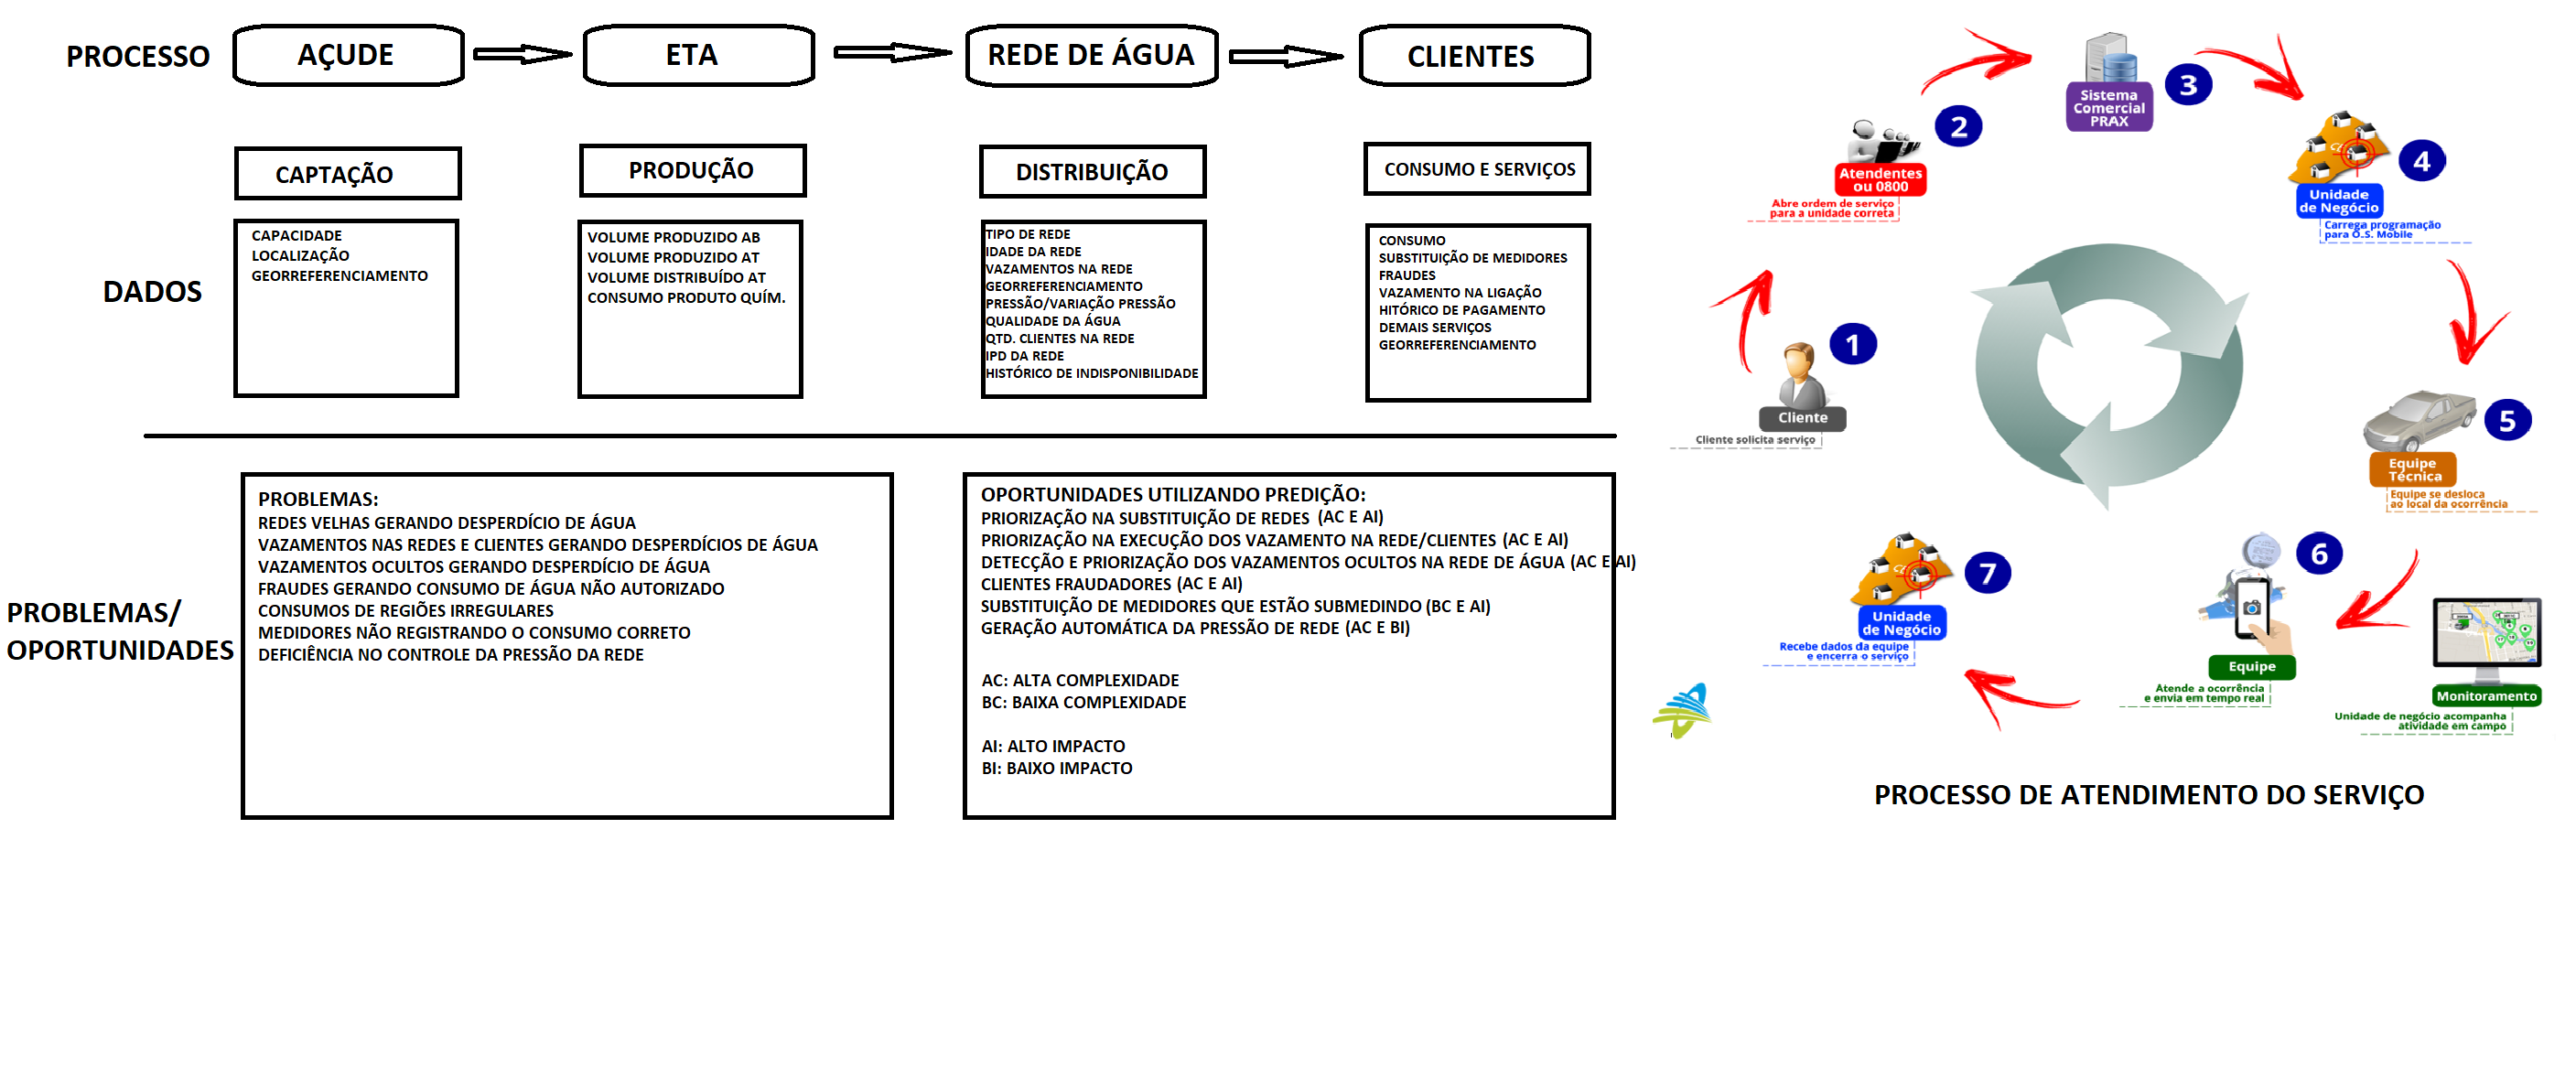 PROCESSO
AÇUDE
ETA
REDE DE ÁGUA
CLIENTES
CAPTAÇÃO
PRODUÇÃO
DISTRIBUIÇÃO
CONSUMO E SERVIÇOS
DADOS
CAPACIDADE
LOCALIZAÇÃO
GEORREFERENCIAMENTO
VOLUME PRODUZIDO AB
VOLUME PRODUZIDO AT
VOLUME DISTRIBUÍDO AT
CONSUMO PRODUTO QUÍM.
TIPO DE REDE
IDADE DA REDE
VAZAMENTOS NA REDE
GEORREFERENCIAMENTO
PRESSÃO/VARIAÇÃO PRESSÃO
QUALIDADE DA ÁGUA
QTD. CLIENTES NA REDE
IPD DA REDE
HISTÓRICO DE INDISPONIBILIDADE
CONSUMO
SUBSTITUIÇÃO DE MEDIDORES
FRAUDES
VAZAMENTO NA LIGAÇÃO
HITÓRICO DE PAGAMENTO
DEMAIS SERVIÇOS
GEORREFERENCIAMENTO
PROBLEMAS/
OPORTUNIDADES
PROBLEMAS:
REDES VELHAS GERANDO DESPERDÍCIO DE ÁGUA
VAZAMENTOS NAS REDES E CLIENTES GERANDO DESPERDÍCIOS DE ÁGUA
VAZAMENTOS OCULTOS GERANDO DESPERDÍCIO DE ÁGUA
FRAUDES GERANDO CONSUMO DE ÁGUA NÃO AUTORIZADO
CONSUMOS DE REGIÕES IRREGULARES
MEDIDORES NÃO REGISTRANDO O CONSUMO CORRETO
DEFICIÊNCIA NO CONTROLE DA PRESSÃO DA REDE
OPORTUNIDADES UTILIZANDO PREDIÇÃO:
PRIORIZAÇÃO NA SUBSTITUIÇÃO DE REDES (AC E AI)
PRIORIZAÇÃO NA EXECUÇÃO DOS VAZAMENTO NA REDE/CLIENTES (AC E AI)
DETECÇÃO E PRIORIZAÇÃO DOS VAZAMENTOS OCULTOS NA REDE DE ÁGUA (AC E AI)
CLIENTES FRAUDADORES (AC E AI)
SUBSTITUIÇÃO DE MEDIDORES QUE ESTÃO SUBMEDINDO (BC E AI)
GERAÇÃO AUTOMÁTICA DA PRESSÃO DE REDE (AC E BI)
AC: ALTA COMPLEXIDADE
BC: BAIXA COMPLEXIDADE
AI: ALTO IMPACTO
BI: BAIXO IMPACTO
1
Cliente
Cliente solicita serviço
2
Atendentes
ou 0800
Abre ordem de serviço
para a unidade correta
3
Sistema
Comercial
PRAX
4
Unidade
de Negócio
Carrega programação
para O.S. Mobile
5
Equipe
Técnica
Equipe se desloca
ao local da ocorrência
6
Equipe
Atende a ocorrência
e envia em tempo real
Monitoramento
Unidade de negócio acompanha
atividade em campo
7
Unidade
de Negócio
Recebe dados da equipe
e encerra o serviço
PROCESSO DE ATENDIMENTO DO SERVIÇO